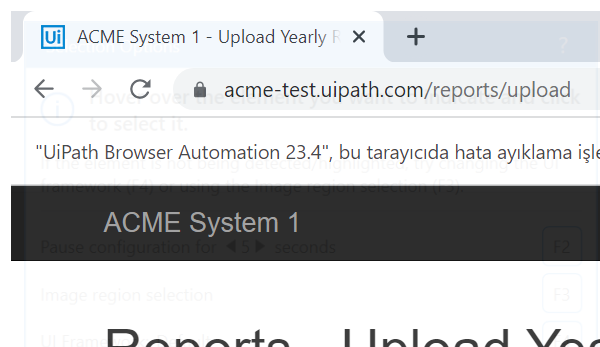 Ui ACME System 1 - Upload Yearly R
?
acme-test.uipath.com/reports/upload
Hover over the element you want to indicate and click
to select it.
"UiPath Browser Automation 23.4", bu tarayıcıda hata ayıklama işle
If the element is not being detected/highlighted, try changing the UI
framework (F4) or using the image region selection (F3).
ACME System 1
Pause configuration for 5 seconds F2
Image region selection F3
Reports - Upload Yea
UI Framework